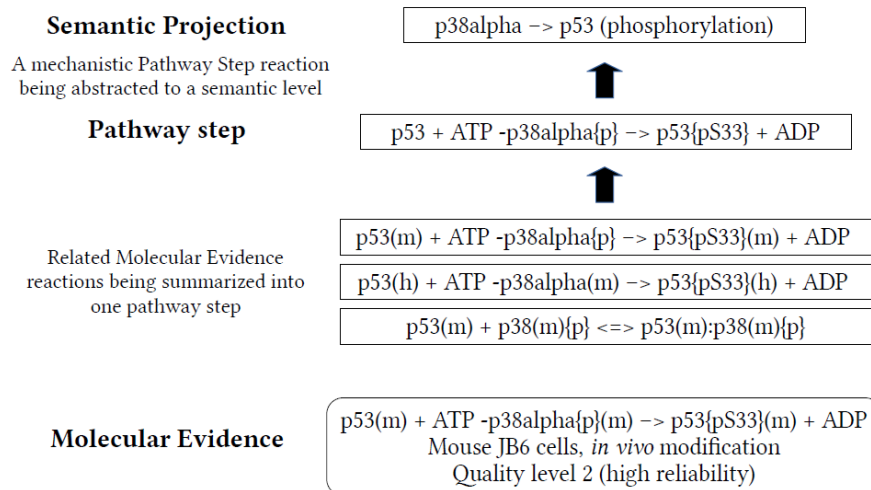 Semantic Projection
A mechanistic Pathway Step reaction
being abstracted to a semantic level
p38alpha –> p53 (phosphorylation)
Pathway step
p53 + ATP -p38alpha{p} –> p53{pS33} + ADP
Related Molecular Evidence
reactions being summarized into
one pathway step
p53(m) + ATP -p38alpha{p} –> p53{pS33}(m) + ADP
p53(h) + ATP -p38alpha(m) –> p53{pS33}(h) + ADP
p53(m) + p38(m){p} <=> p53(m):p38(m){p}
Molecular Evidence
p53(m) + ATP -p38alpha{p}(m) –> p53{pS33}(m) + ADP
Mouse JB6 cells, in vivo modification
Quality level 2 (high reliability)